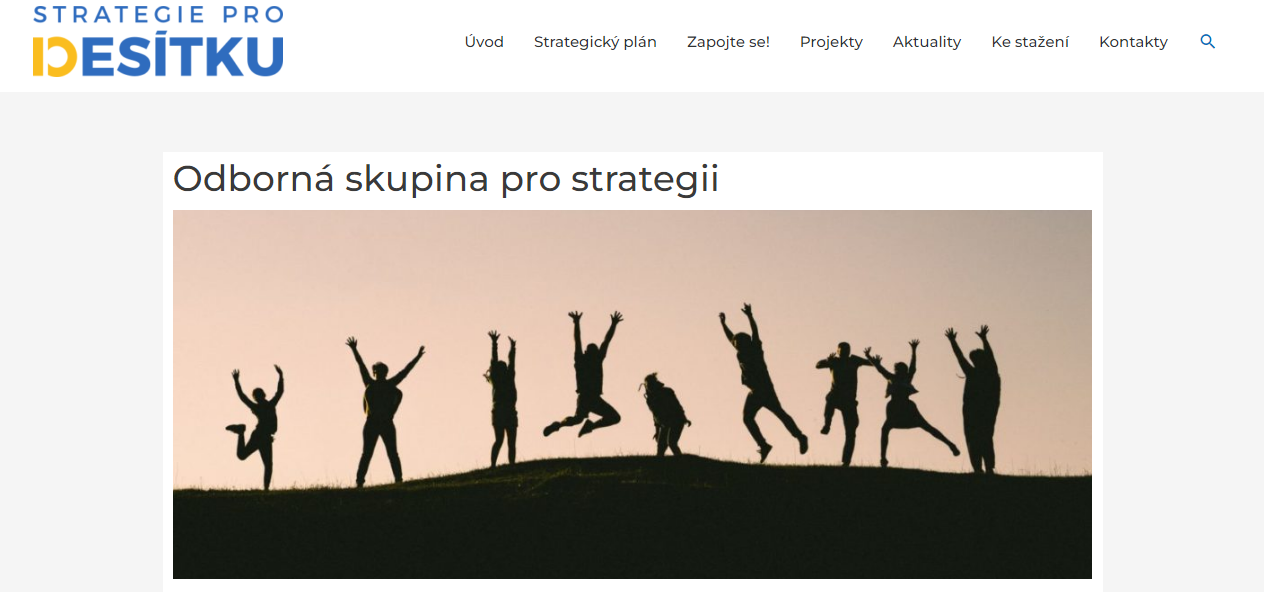 STRATEGIE PRO
DESÍTKU
Úvod Strategický plán Zapojte se! Projekty Aktuality Ke stažení Kontakty
Odborná skupina pro strategii